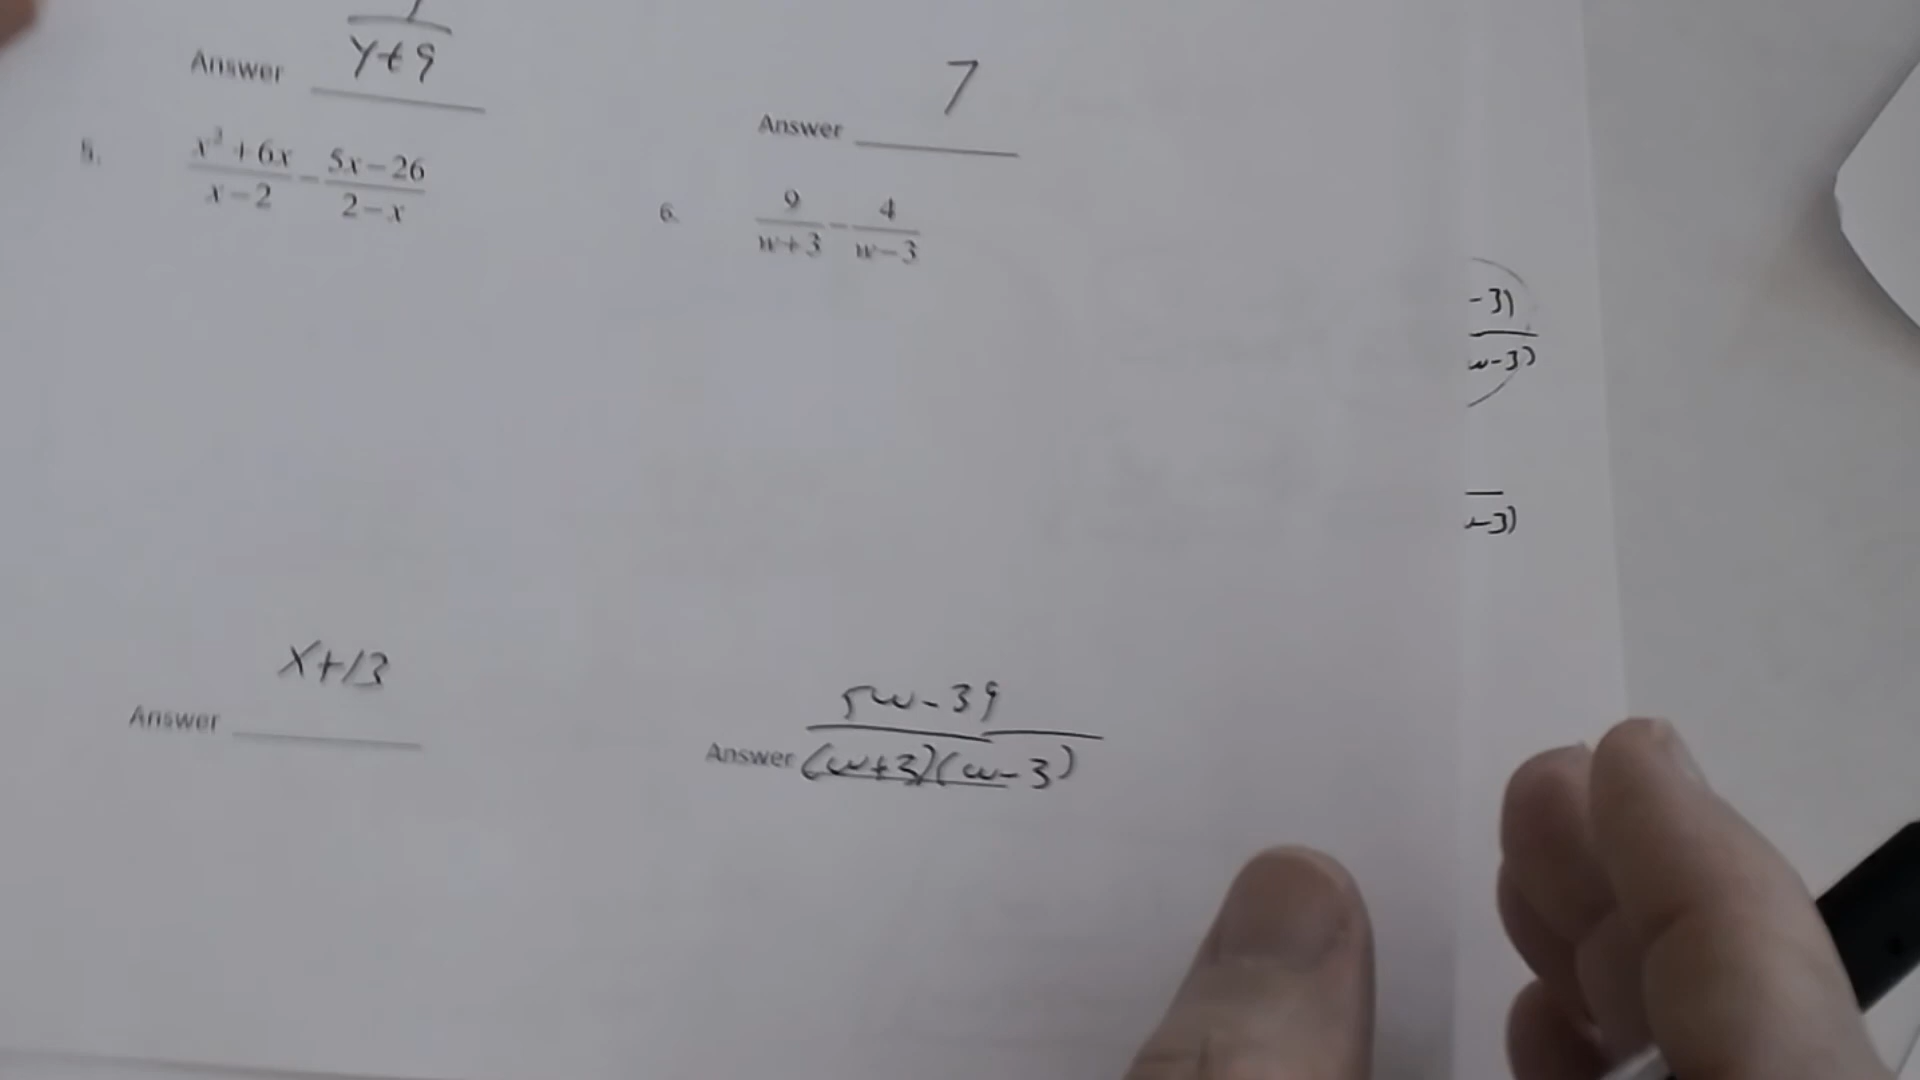 y+9
Answer
7
Answer
5.
x²+6x/x-2 - 5x-26/2-x
6.
9/w+3 - 4/w-3
-3)
w-3)
-3)
x+13
Answer
5w-39
Answer (w+3)(w-3)